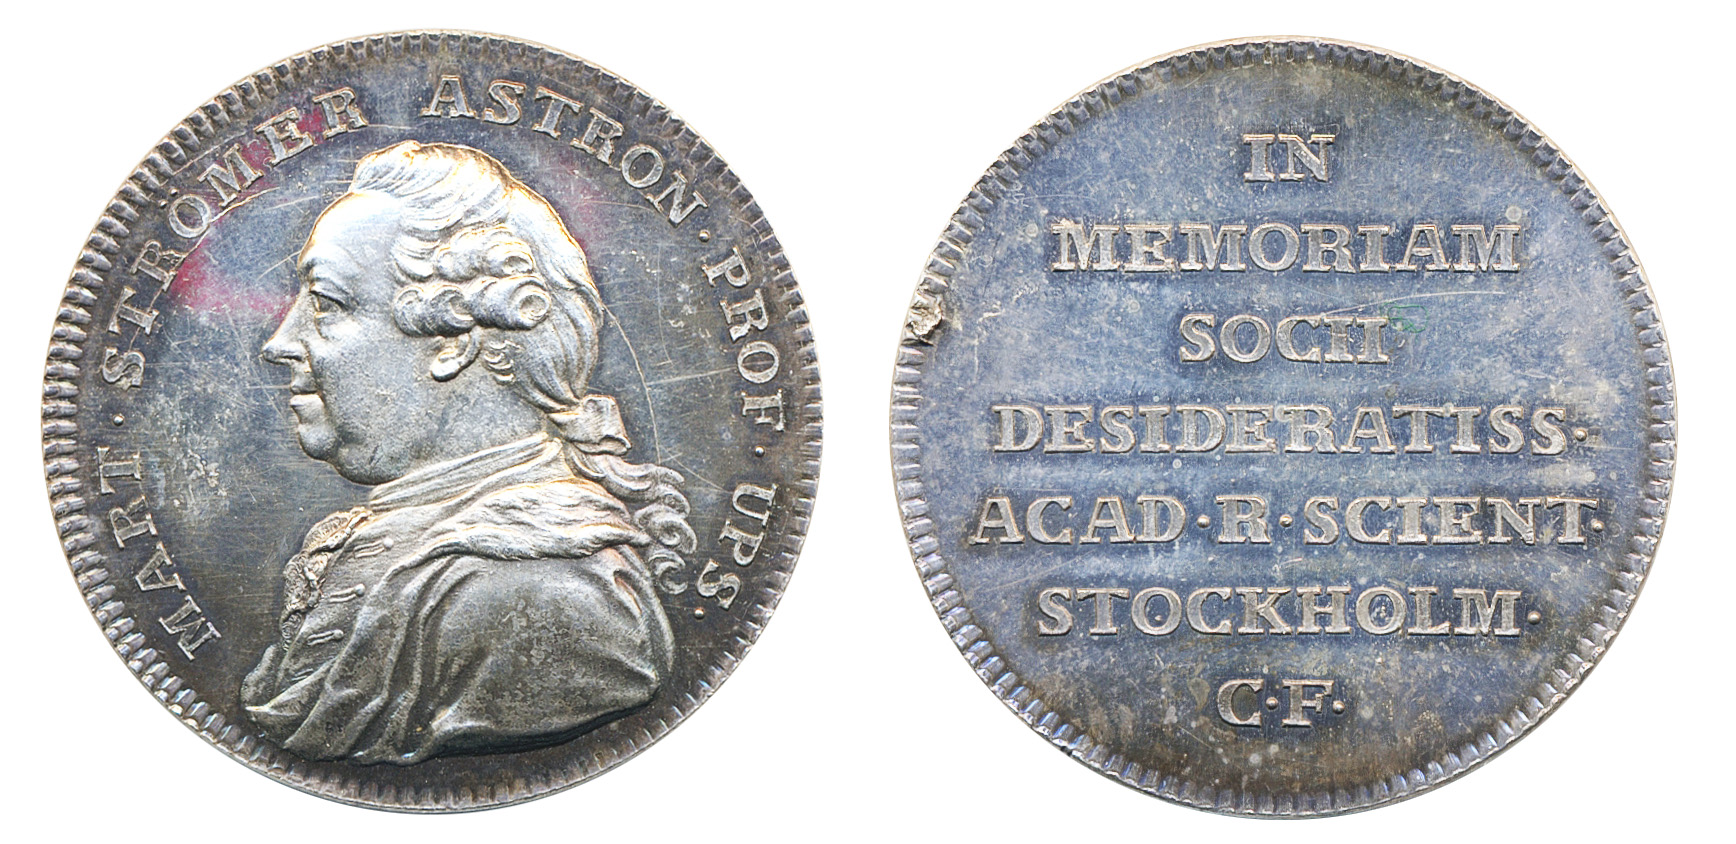 MART · STRÖMER ASTRON · PROF · UPS ·
IN
MEMORIAM
SOCII
DESIDERATISS·
ACAD·R·SCIENT·
STOCKHOLM·
C·F·